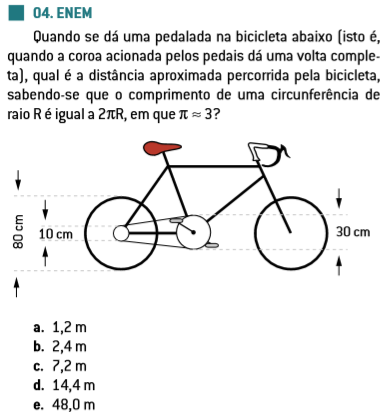 04. ENEM
Quando se dá uma pedalada na bicicleta abaixo (isto é,
quando a coroa acionada pelos pedais dá uma volta comple-
ta), qual é a distância aproximada percorrida pela bicicleta,
sabendo-se que o comprimento de uma circunferência de
raio R é igual a 2πR, em que π ≈ 3?
80 cm
10 cm
30 cm
a. 1,2 m
b. 2,4 m
c. 7,2 m
d. 14,4 m
e. 48,0 m